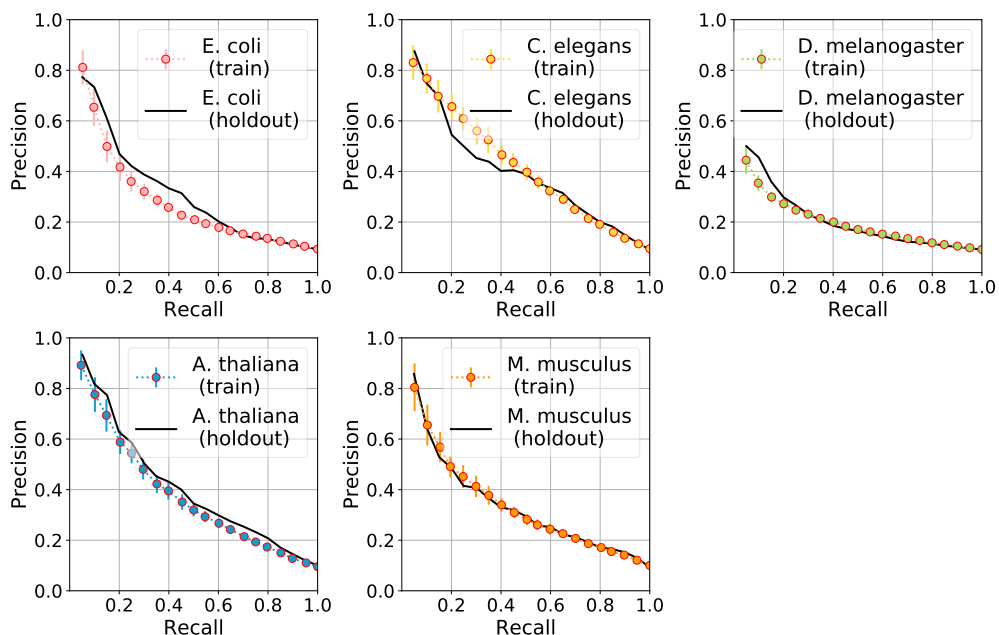 1.0
0.8
0.6
0.4
0.2
0.0
Precision
0.2 0.4 0.6 0.8 1.0
Recall
E. coli
(train)
E. coli
(holdout)
1.0
0.8
0.6
0.4
0.2
0.0
Precision
0.2 0.4 0.6 0.8 1.0
Recall
C. elegans
(train)
C. elegans
(holdout)
1.0
0.8
0.6
0.4
0.2
0.0
Precision
0.2 0.4 0.6 0.8 1.0
Recall
D. melanogaster
(train)
D. melanogaster
(holdout)
1.0
0.8
0.6
0.4
0.2
0.0
Precision
0.2 0.4 0.6 0.8 1.0
Recall
A. thaliana
(train)
A. thaliana
(holdout)
1.0
0.8
0.6
0.4
0.2
0.0
Precision
0.2 0.4 0.6 0.8 1.0
Recall
M. musculus
(train)
M. musculus
(holdout)